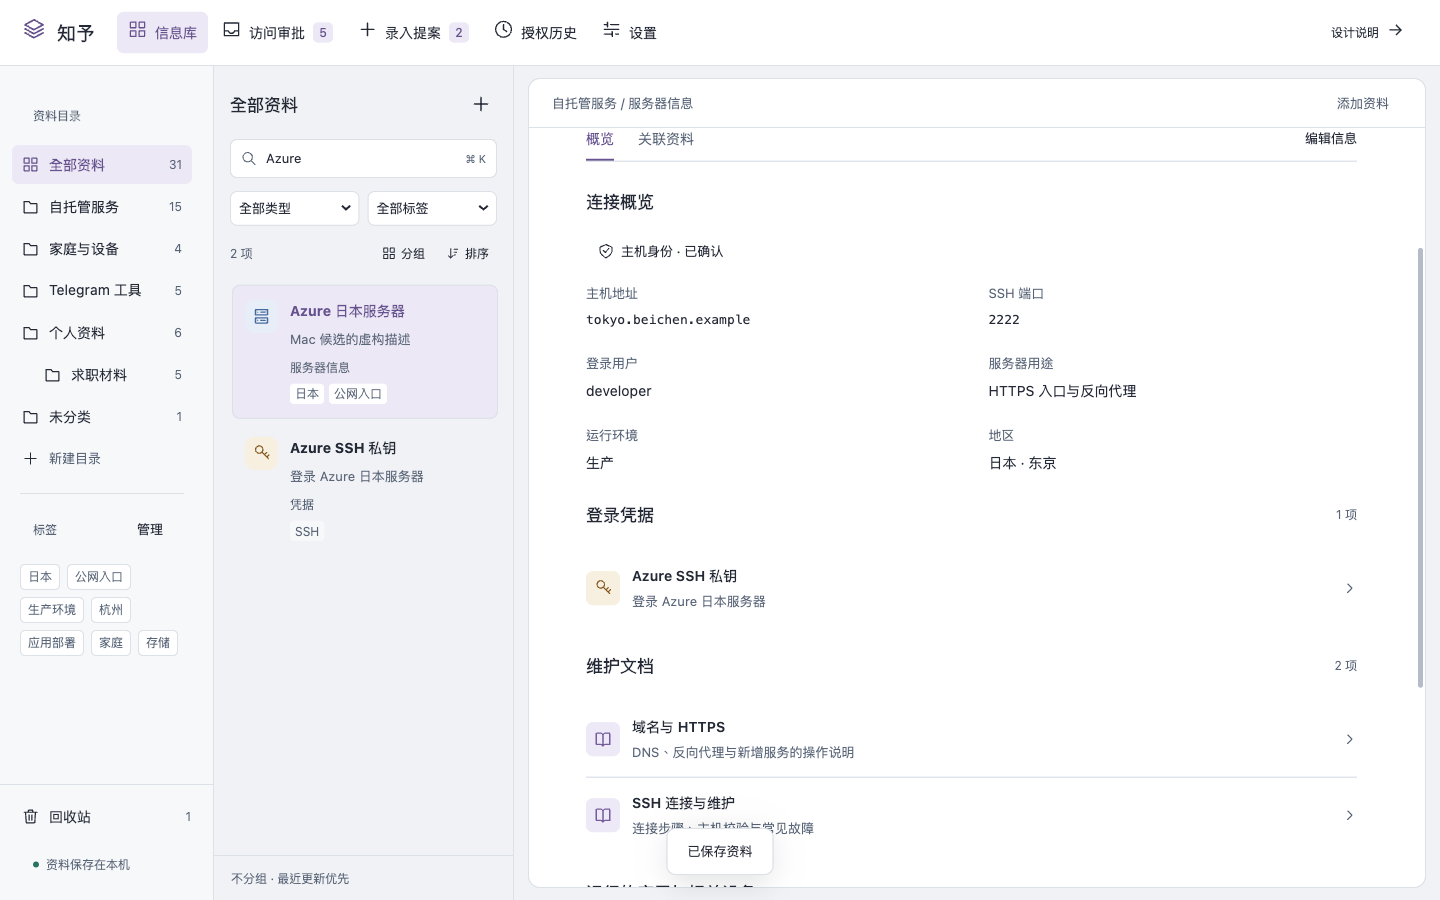 知予
信息库
访问审批 5
录入提案 2
授权历史
设置
设计说明
资料目录
全部资料 31
自托管服务 15
家庭与设备 4
Telegram 工具 5
个人资料 6
求职材料 5
未分类 1
新建目录
标签 管理
日本 公网入口
生产环境 杭州
应用部署 家庭 存储
回收站 1
资料保存在本机
全部资料
Azure ⌘ K
全部类型 全部标签
2 项 分组 排序
Azure 日本服务器
Mac 候选的虚构描述
服务器信息
日本 公网入口
Azure SSH 私钥
登录 Azure 日本服务器
凭据
SSH
不分组 · 最近更新优先
自托管服务 / 服务器信息 添加资料
概览 关联资料 编辑信息
连接概览
主机身份 · 已确认
主机地址 SSH 端口
tokyo.beichen.example 2222
登录用户 服务器用途
developer HTTPS 入口与反向代理
运行环境 地区
生产 日本 · 东京
登录凭据 1 项
Azure SSH 私钥
登录 Azure 日本服务器
维护文档 2 项
域名与 HTTPS
DNS、反向代理与新增服务的操作说明
SSH 连接与维护
连接步骤 · 主机校验与常见故障
已保存资料